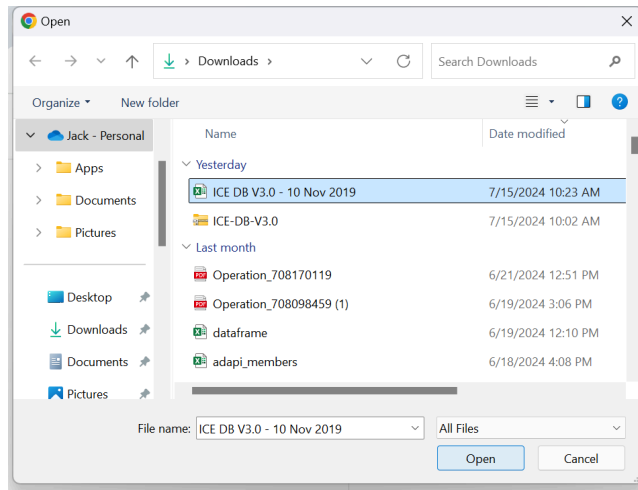 Open
Downloads
Search Downloads
Organize
New folder
Jack - Personal
Apps
Documents
Pictures
Desktop
Downloads
Documents
Pictures
Name
Date modified
Yesterday
ICE DB V3.0 - 10 Nov 2019
7/15/2024 10:23 AM
ICE-DB-V3.0
7/15/2024 10:02 AM
Last month
Operation_708170119
6/21/2024 12:51 PM
Operation_708098459 (1)
6/19/2024 3:06 PM
dataframe
6/19/2024 12:10 PM
adapi_members
6/18/2024 4:08 PM
File name:
ICE DB V3.0 - 10 Nov 2019
All Files
Open
Cancel